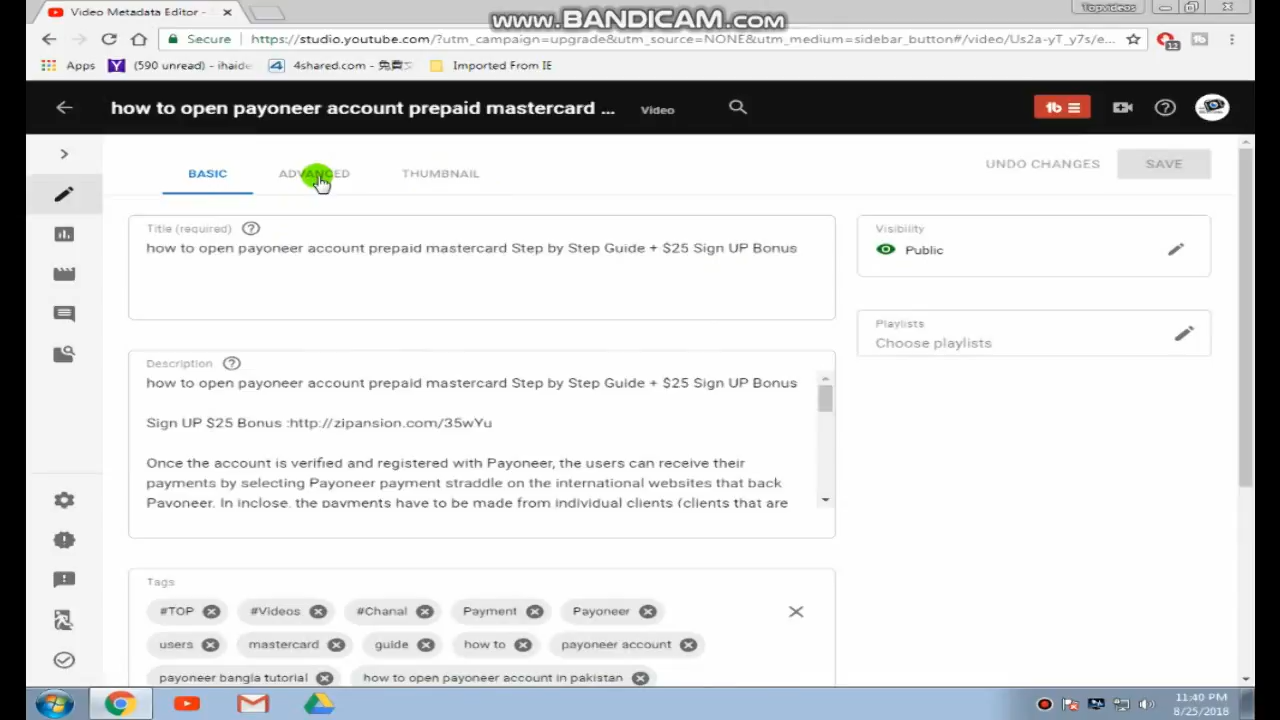 www.BANDICAM.com
Video Metadata Editor -
Topvideos
Secure
https://studio.youtube.com/?utm_campaign=upgrade&utm_source=NONE&utm_medium=sidebar_button#/video/Us2a-yT_y7s/e...
13
Apps
(590 unread) - ihaide
4shared.com - 免費
Imported From IE
how to open payoneer account prepaid mastercard ...
Video
BASIC
ADVANCED
THUMBNAIL
UNDO CHANGES
SAVE
Title (required)
how to open payoneer account prepaid mastercard Step by Step Guide + $25 Sign UP Bonus
Visibility
Public
Playlists
Choose playlists
Description
how to open payoneer account prepaid mastercard Step by Step Guide + $25 Sign UP Bonus
Sign UP $25 Bonus :http://zipansion.com/35wYu
Once the account is verified and registered with Payoneer, the users can receive their
payments by selecting Payoneer payment straddle on the international websites that back
Payoneer. In inclose, the payments have to be made from individual clients (clients that are
Tags
#TOP
#Videos
#Chanal
Payment
Payoneer
users
mastercard
guide
how to
payoneer account
payoneer bangla tutorial
how to open payoneer account in pakistan
11:40 PM
8/25/2018